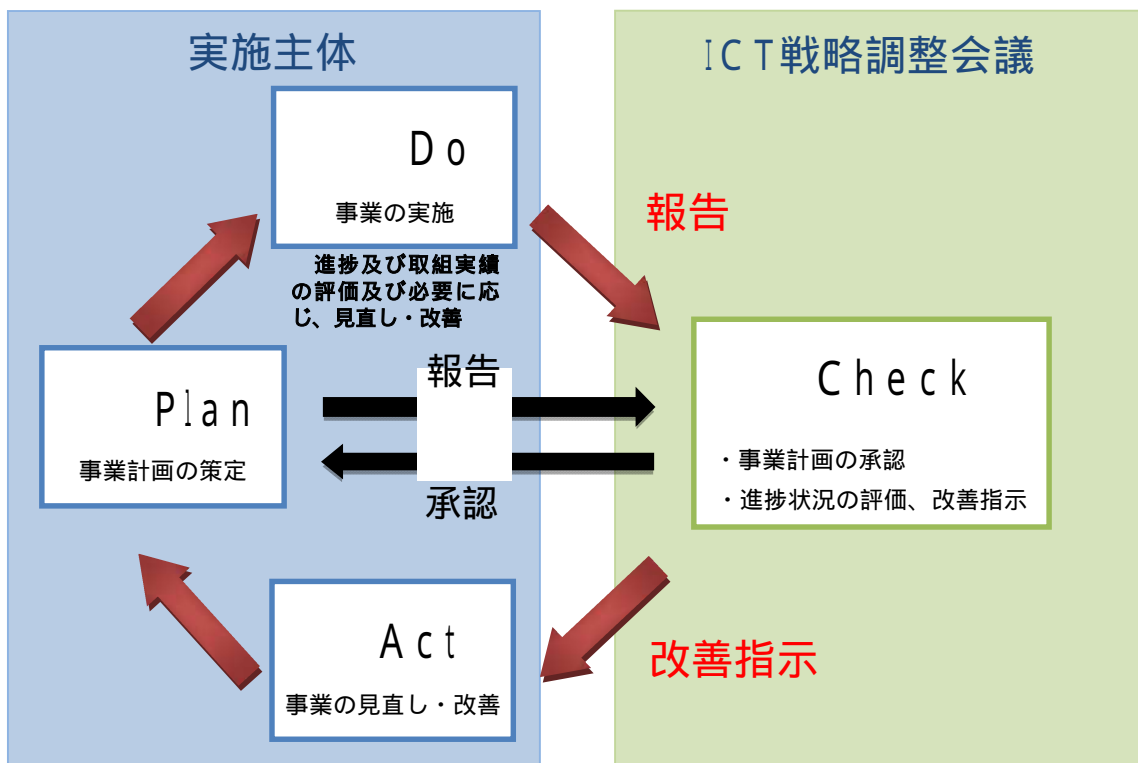 実施主体
ICT戦略調整会議
Do
事業の実施
報告
進捗及び取組実績
の評価及び必要に応
じ、見直し・改善
Plan
事業計画の策定
報告
承認
Check
・事業計画の承認
・進捗状況の評価、改善指示
Act
事業の見直し・改善
改善指示